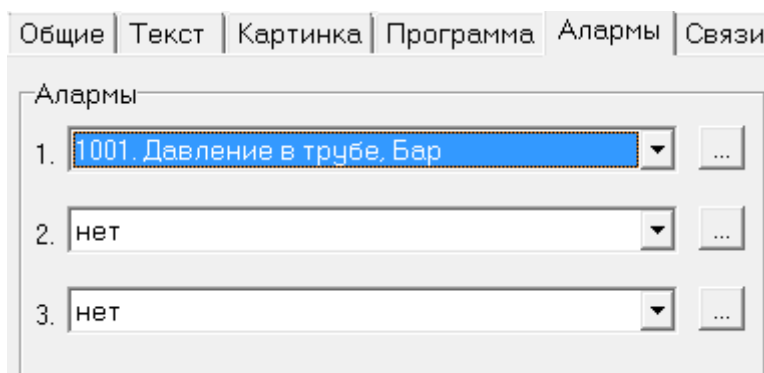 Общие Текст Картинка Программа Алармы Связи
Алармы
1. 1001. Давление в трубе, Бар ...
2. нет ...
3. нет ...